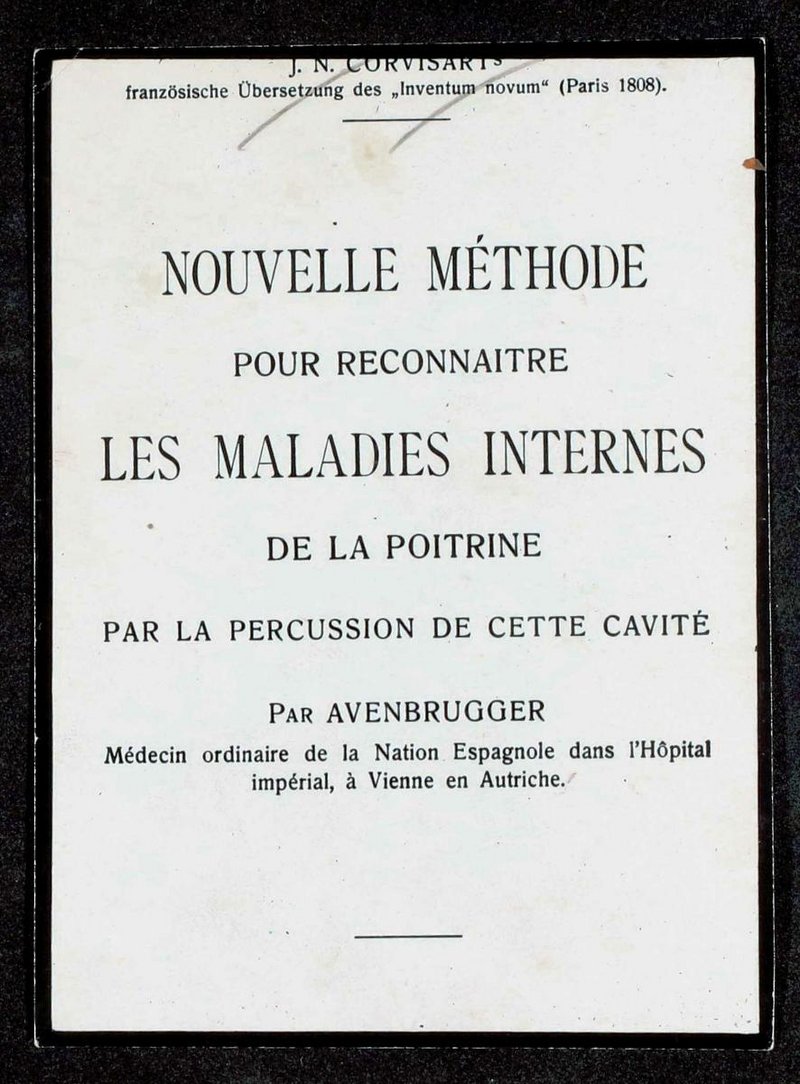 J. N. CORVISARTs
französische Übersetzung des „Inventum novum“ (Paris 1808).
NOUVELLE MÉTHODE
POUR RECONNAITRE
LES MALADIES INTERNES
DE LA POITRINE
PAR LA PERCUSSION DE CETTE CAVITÉ
PAR AVENBRUGGER
Médecin ordinaire de la Nation Espagnole dans l'Hôpital
impérial, à Vienne en Autriche.